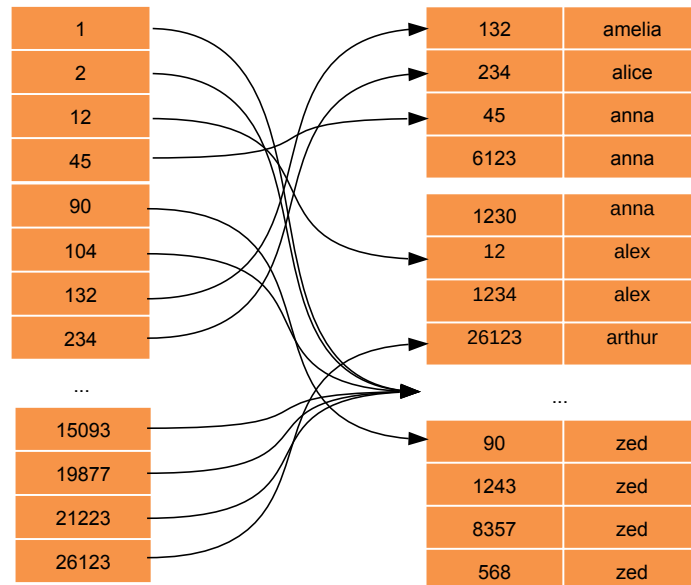 1
2
12
45
90
104
132
234
...
15093
19877
21223
26123
132 amelia
234 alice
45 anna
6123 anna
1230 anna
12 alex
1234 alex
26123 arthur
...
90 zed
1243 zed
8357 zed
568 zed